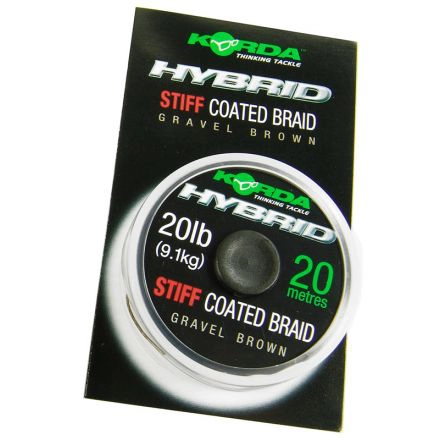 KORDA™
THINKING TACKLE
HYBRID
STIFF COATED BRAID
GRAVEL BROWN
KORDA
THINKING TACKLE
HYBRID
20lb
(9.1kg)
20
metres
STIFF COATED BRAID
GRAVEL BROWN